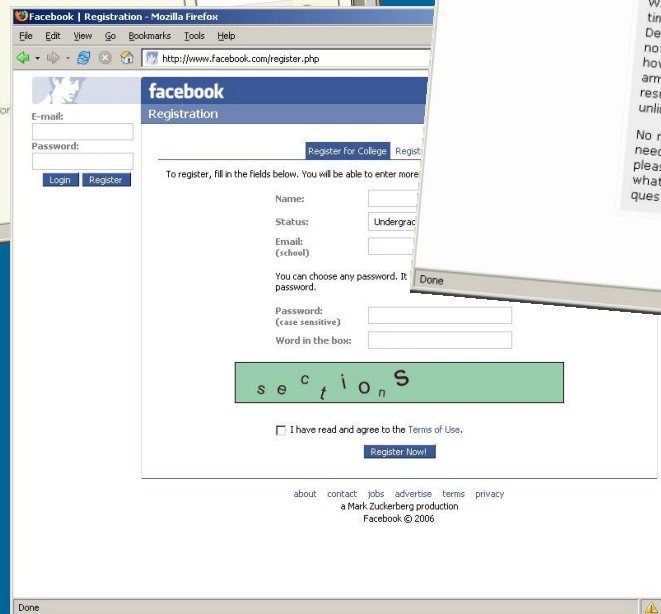 Facebook | Registration - Mozilla Firefox
File Edit View Go Bookmarks Tools Help
http://www.facebook.com/register.php
facebook
Registration
E-mail:
Password:
Login Register
Register for College
To register, fill in the fields below. You will be able to enter more
Name:
Status:
Email:
(school)
You can choose any password. It
password.
Password:
(case sensitive)
Word in the box:
sections
I have read and agree to the Terms of Use.
Register Now!
about contact jobs advertise terms privacy
a Mark Zuckerberg production
Facebook © 2006
Done
No
Done